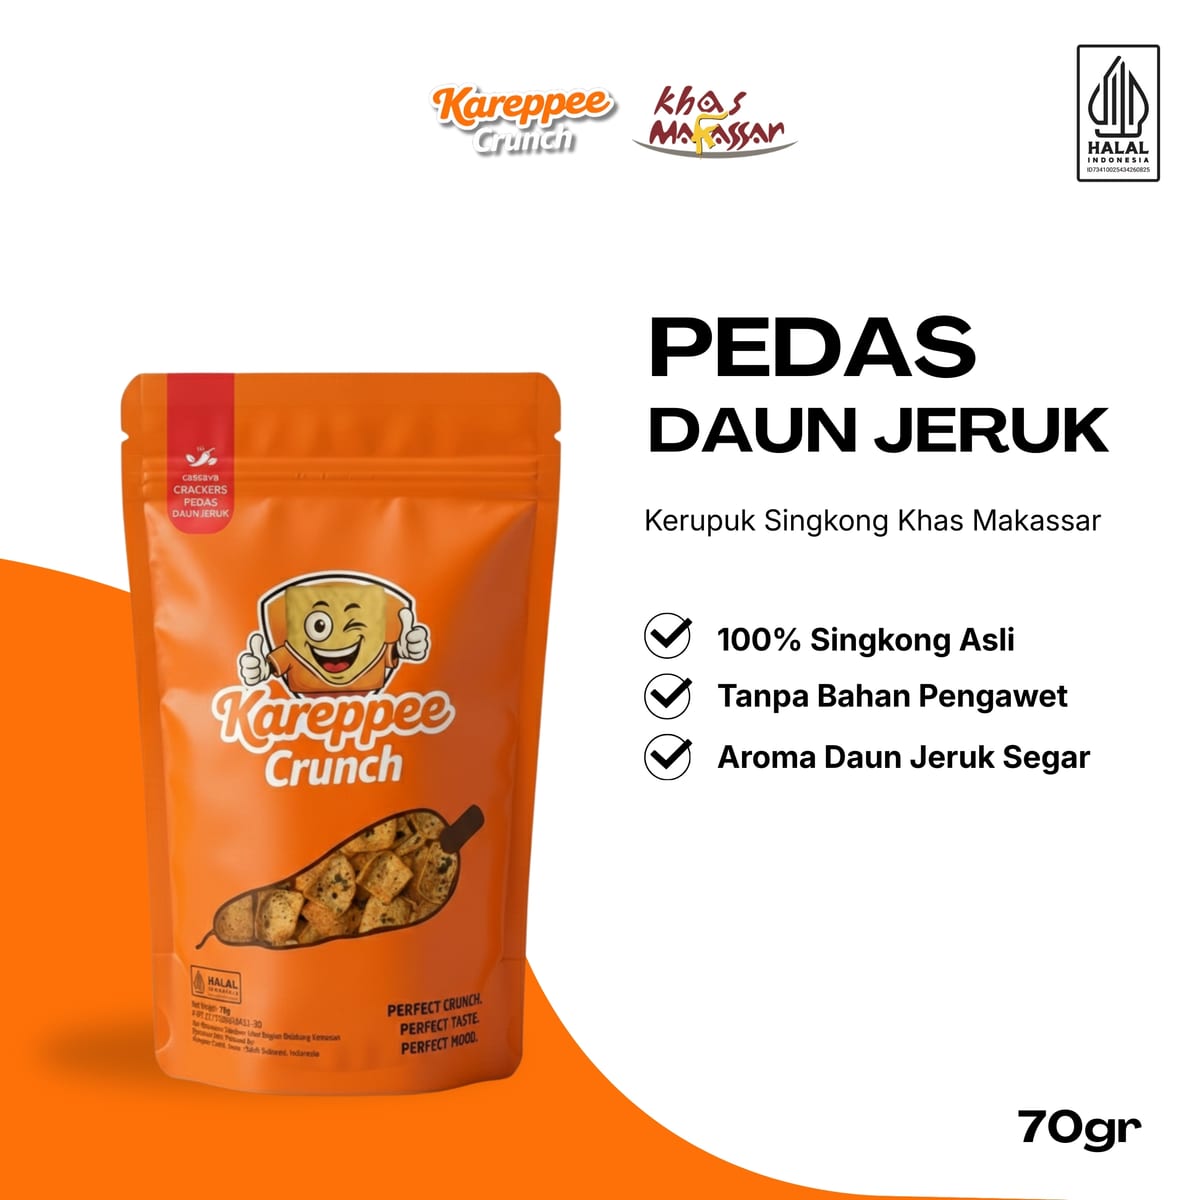 Kareppee
Crunch
Khas
Makassar
HALAL
INDONESIA
ID73410025434260825
PEDAS
DAUN JERUK
Kerupuk Singkong Khas Makassar
100% Singkong Asli
Tanpa Bahan Pengawet
Aroma Daun Jeruk Segar
cassava
CRACKERS
PEDAS
DAUN JERUK
Kareppee
Crunch
HALAL
PERFECT CRUNCH.
PERFECT TASTE.
PERFECT MOOD.
70gr